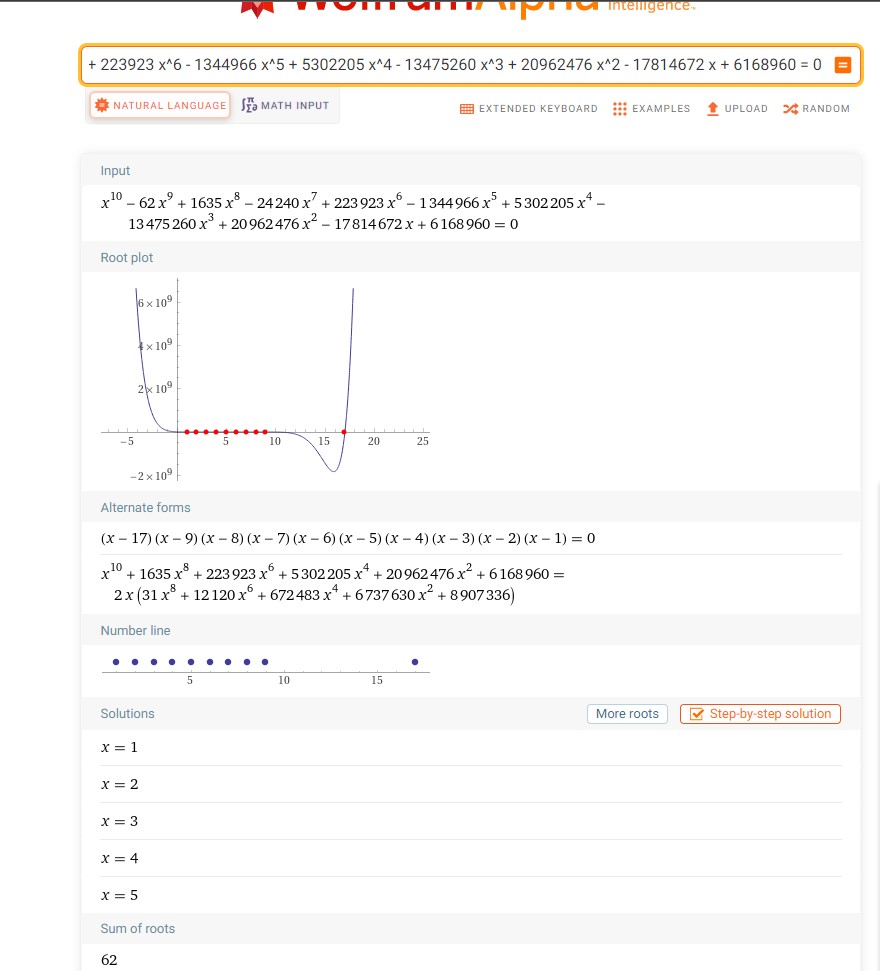 WolframAlpha intelligence™
+ 223923 x^6 - 1344966 x^5 + 5302205 x^4 - 13475260 x^3 + 20962476 x^2 - 17814672 x + 6168960 = 0
NATURAL LANGUAGE MATH INPUT EXTENDED KEYBOARD EXAMPLES UPLOAD RANDOM
Input
x^10 − 62 x^9 + 1635 x^8 − 24240 x^7 + 223923 x^6 − 1344966 x^5 + 5302205 x^4 −
13475260 x^3 + 20962476 x^2 − 17814672 x + 6168960 = 0
Root plot
6 × 10^9
4 × 10^9
2 × 10^9
−5 5 10 15 20 25
−2 × 10^9
Alternate forms
(x − 17) (x − 9) (x − 8) (x − 7) (x − 6) (x − 5) (x − 4) (x − 3) (x − 2) (x − 1) = 0
x^10 + 1635 x^8 + 223923 x^6 + 5302205 x^4 + 20962476 x^2 + 6168960 =
2 x (31 x^8 + 12120 x^6 + 672483 x^4 + 6737630 x^2 + 8907336)
Number line
5 10 15
Solutions More roots Step-by-step solution
x = 1
x = 2
x = 3
x = 4
x = 5
Sum of roots
62